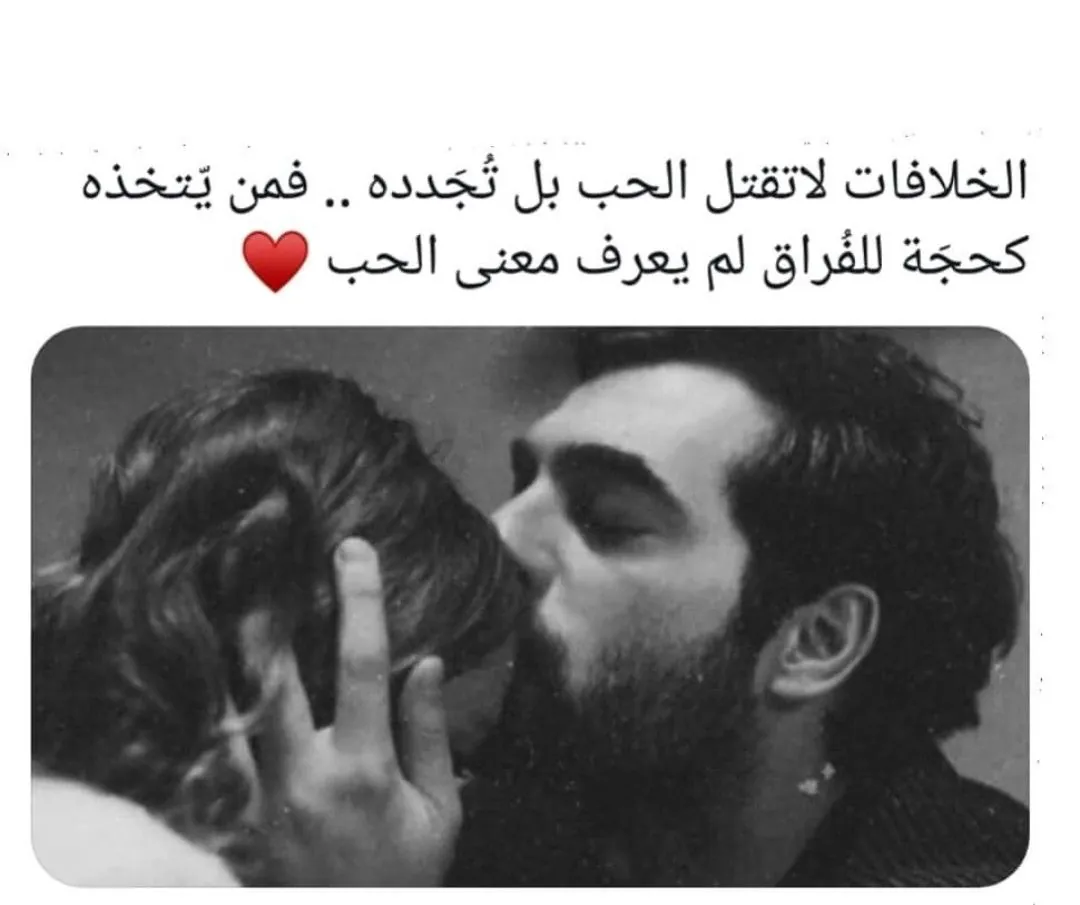 الخلافات لاتقتل الحب بل تُجَدده .. فمن يّتخذه
كحجَة للفُراق لم يعرف معنى الحب ♥️